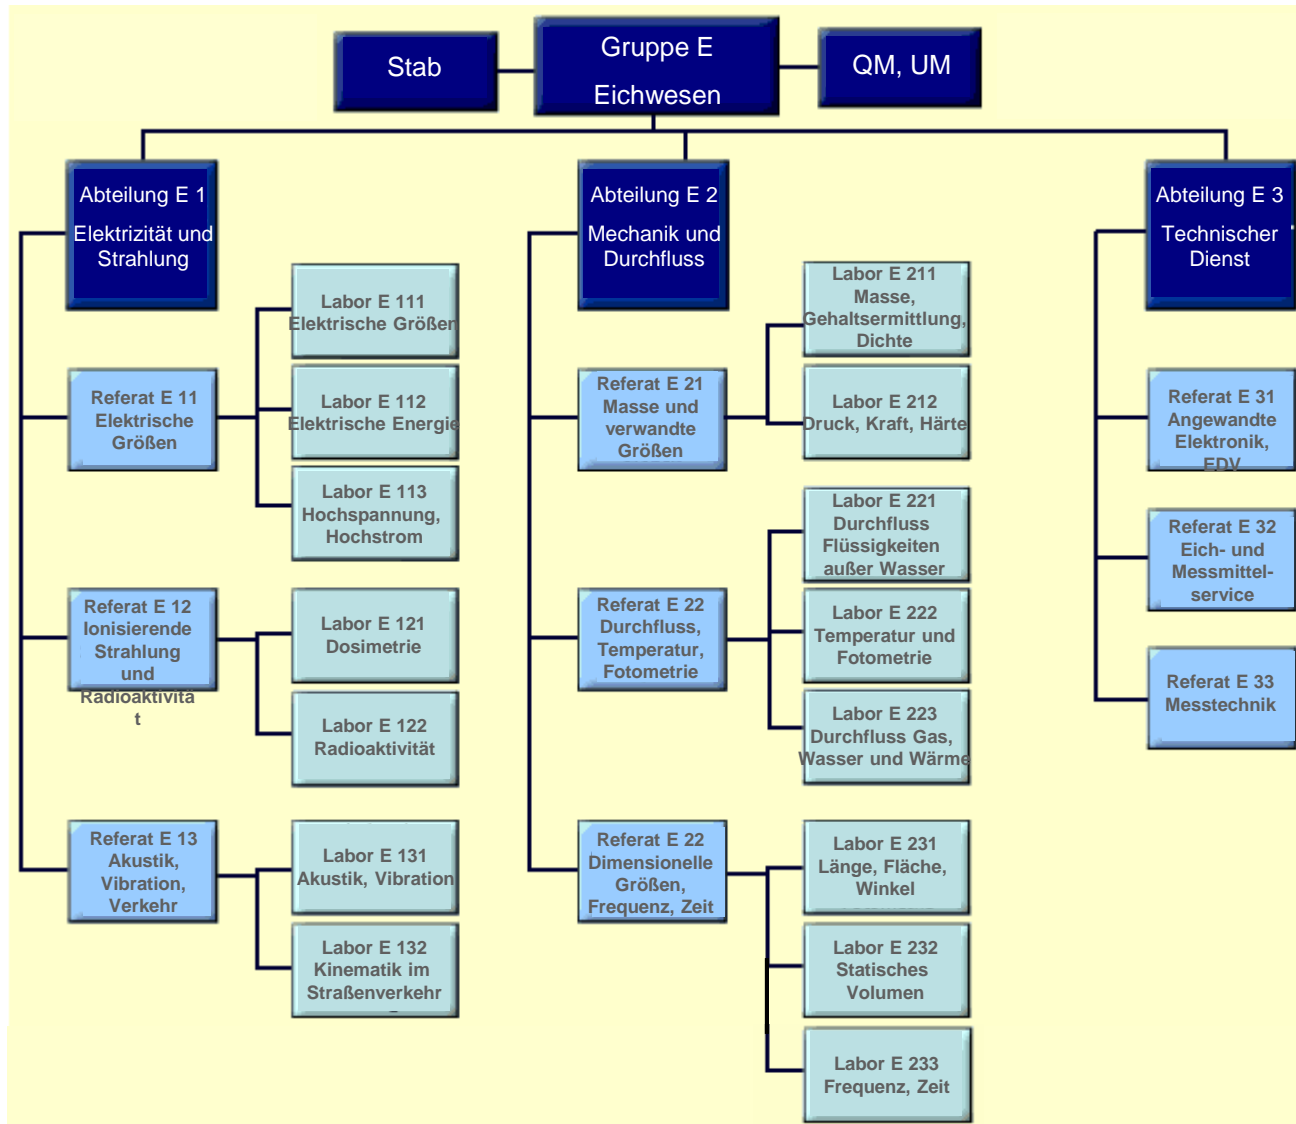 Stab
Gruppe E
Eichwesen
QM, UM
Abteilung E 1
Elektrizität und
Strahlung
Labor E 111
Elektrische Größen
Referat E 11
Elektrische
Größen
Labor E 112
Elektrische Energie
Labor E 113
Hochspannung,
Hochstrom
Referat E 12
Ionisierende
Strahlung
und
Radioaktivitä
t
Labor E 121
Dosimetrie
Labor E 122
Radioaktivität
Referat E 13
Akustik,
Vibration,
Verkehr
Labor E 131
Akustik, Vibration
Labor E 132
Kinematik im
Straßenverkehr
Abteilung E 2
Mechanik und
Durchfluss
Labor E 211
Masse,
Gehaltsermittlung,
Dichte
Referat E 21
Masse und
verwandte
Größen
Labor E 212
Druck, Kraft, Härte
Labor E 221
Durchfluss
Flüssigkeiten
außer Wasser
Referat E 22
Durchfluss,
Temperatur,
Fotometrie
Labor E 222
Temperatur und
Fotometrie
Labor E 223
Durchfluss Gas,
Wasser und Wärme
Referat E 22
Dimensionelle
Größen,
Frequenz, Zeit
Labor E 231
Länge, Fläche,
Winkel
Labor E 232
Statisches
Volumen
Labor E 233
Frequenz, Zeit
Abteilung E 3
Technischer
Dienst
Referat E 31
Angewandte
Elektronik,
EDV
Referat E 32
Eich- und
Messmittel-
service
Referat E 33
Messtechnik